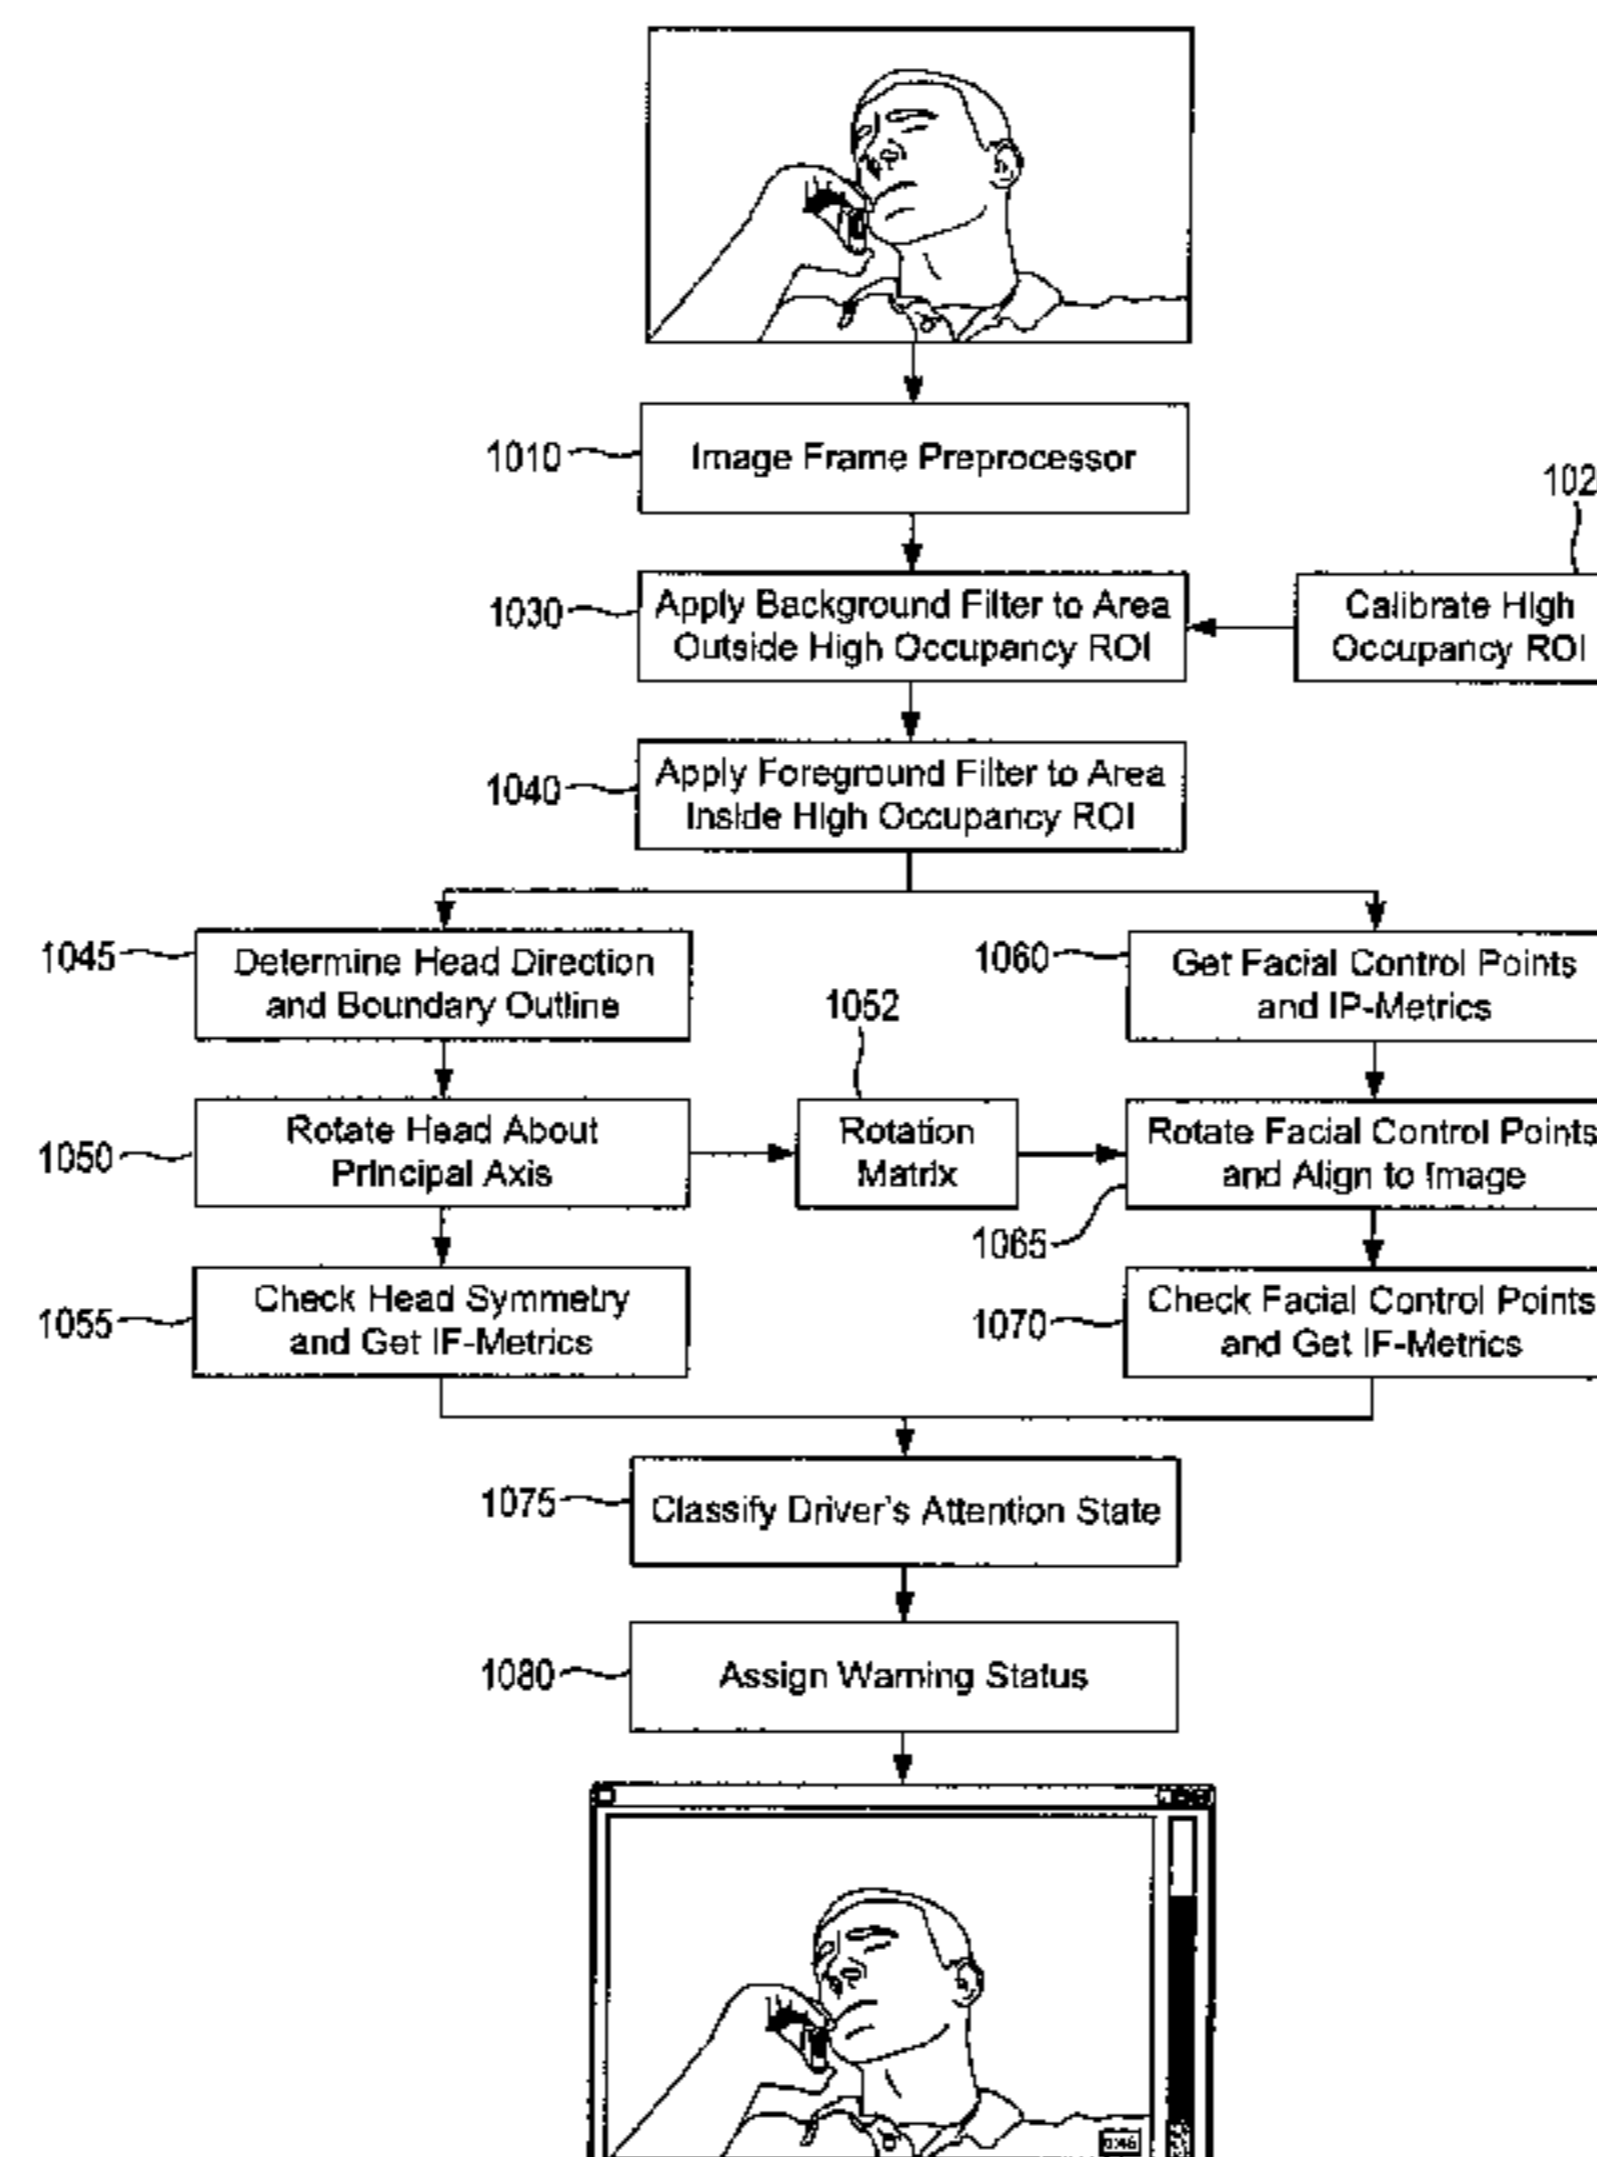 1010
Image Frame Preprocessor
102
1030
Apply Background Filter to Area
Outside High Occupancy ROI
Calibrate High
Occupancy ROI
1040
Apply Foreground Filter to Area
Inside High Occupancy ROI
1045
Determine Head Direction
and Boundary Outline
1060
Get Facial Control Points
and IP-Metrics
1052
1050
Rotate Head About
Principal Axis
Rotation
Matrix
Rotate Facial Control Points
and Align to Image
1065
1055
Check Head Symmetry
and Get IF-Metrics
1070
Check Facial Control Points
and Get IF-Metrics
1075
Classify Driver's Attention State
1080
Assign Warning Status